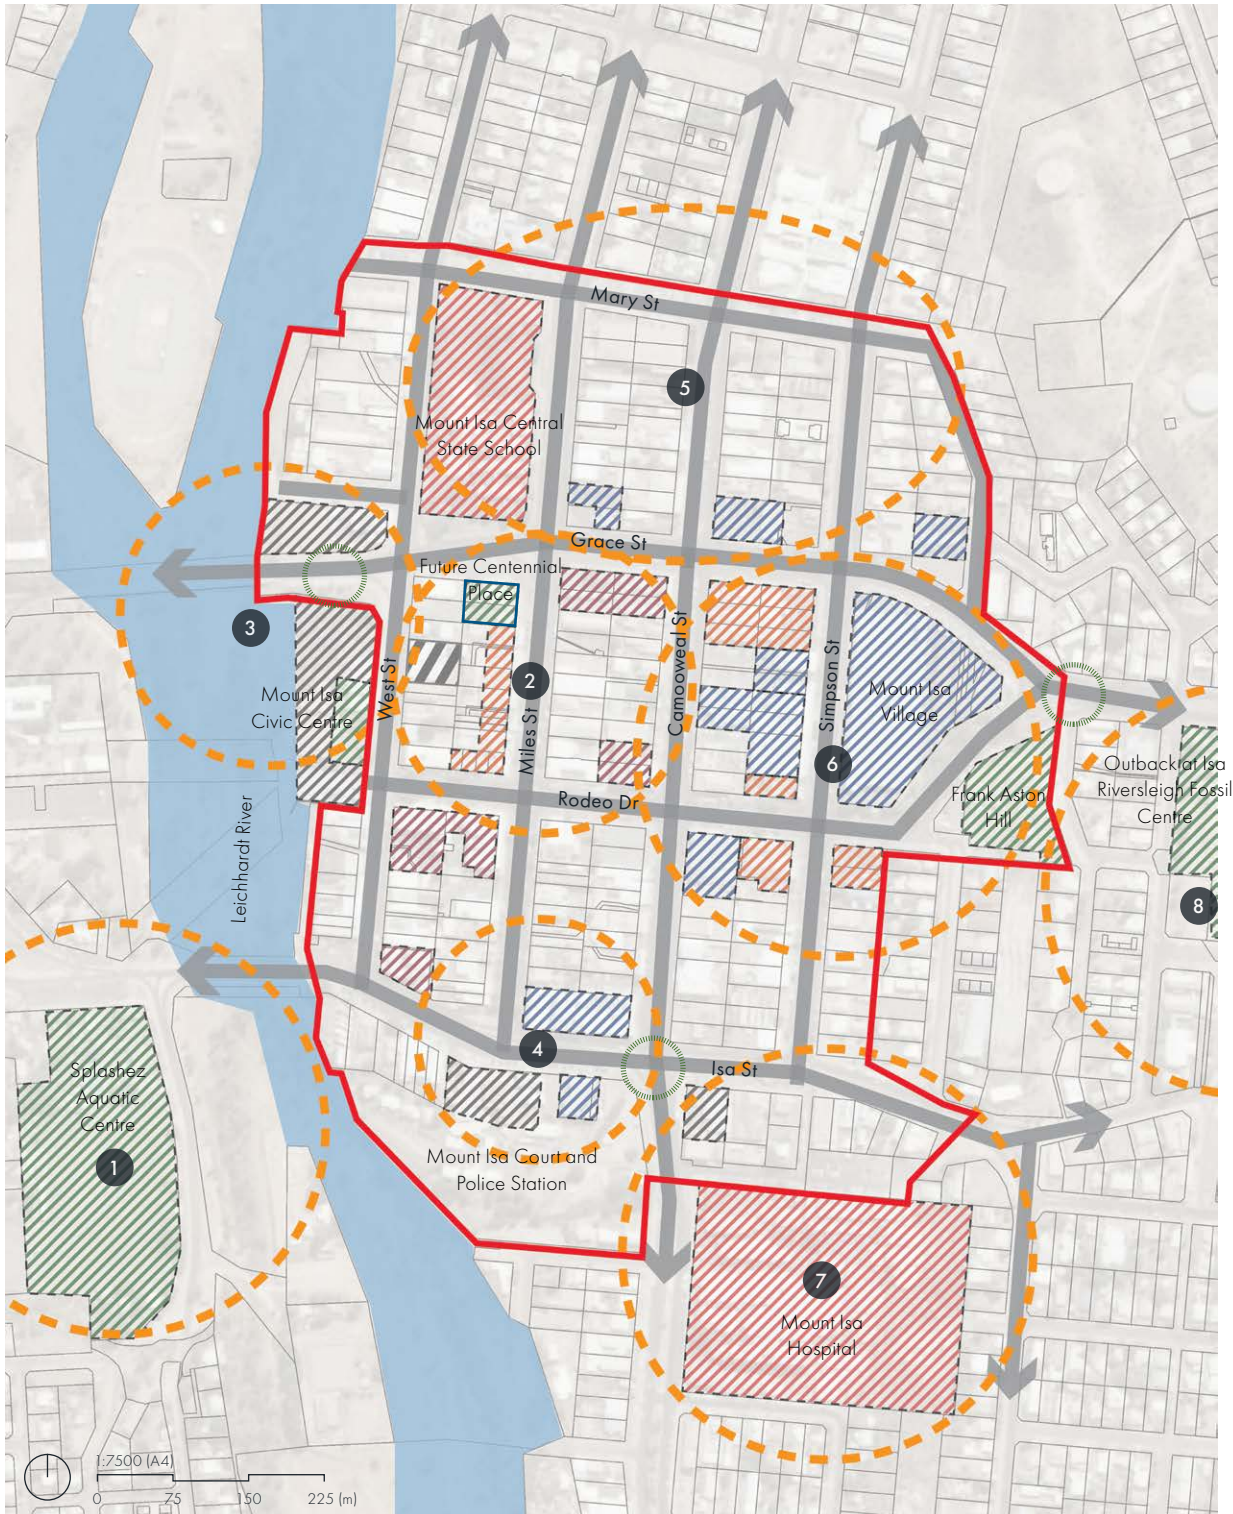 Mary St
5
Mount Isa Central
State School
Grace St
Future Centennial
Place
3
West St
2
Miles St
Camooweal St
Simpson St
Mount Isa
Civic Centre
Mount Isa
Village
6
Outback at Isa
Riversleigh Fossil
Centre
Frank Aston
Hill
Rodeo Dr
Leichhardt River
8
4
Isa St
Splashez
Aquatic
Centre
1
Mount Isa Court and
Police Station
7
Mount Isa
Hospital
1:7500 (A4)
0 75 150 225 (m)